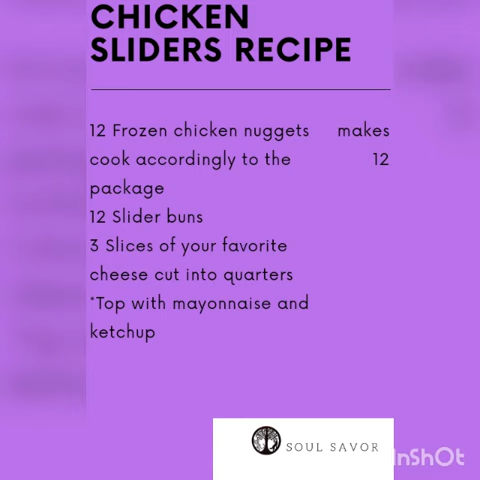 CHICKEN
SLIDERS RECIPE
12 Frozen chicken nuggets makes
cook accordingly to the 12
package
12 Slider buns
3 Slices of your favorite
cheese cut into quarters
*Top with mayonnaise and
ketchup
SOUL SAVOR
InShOt